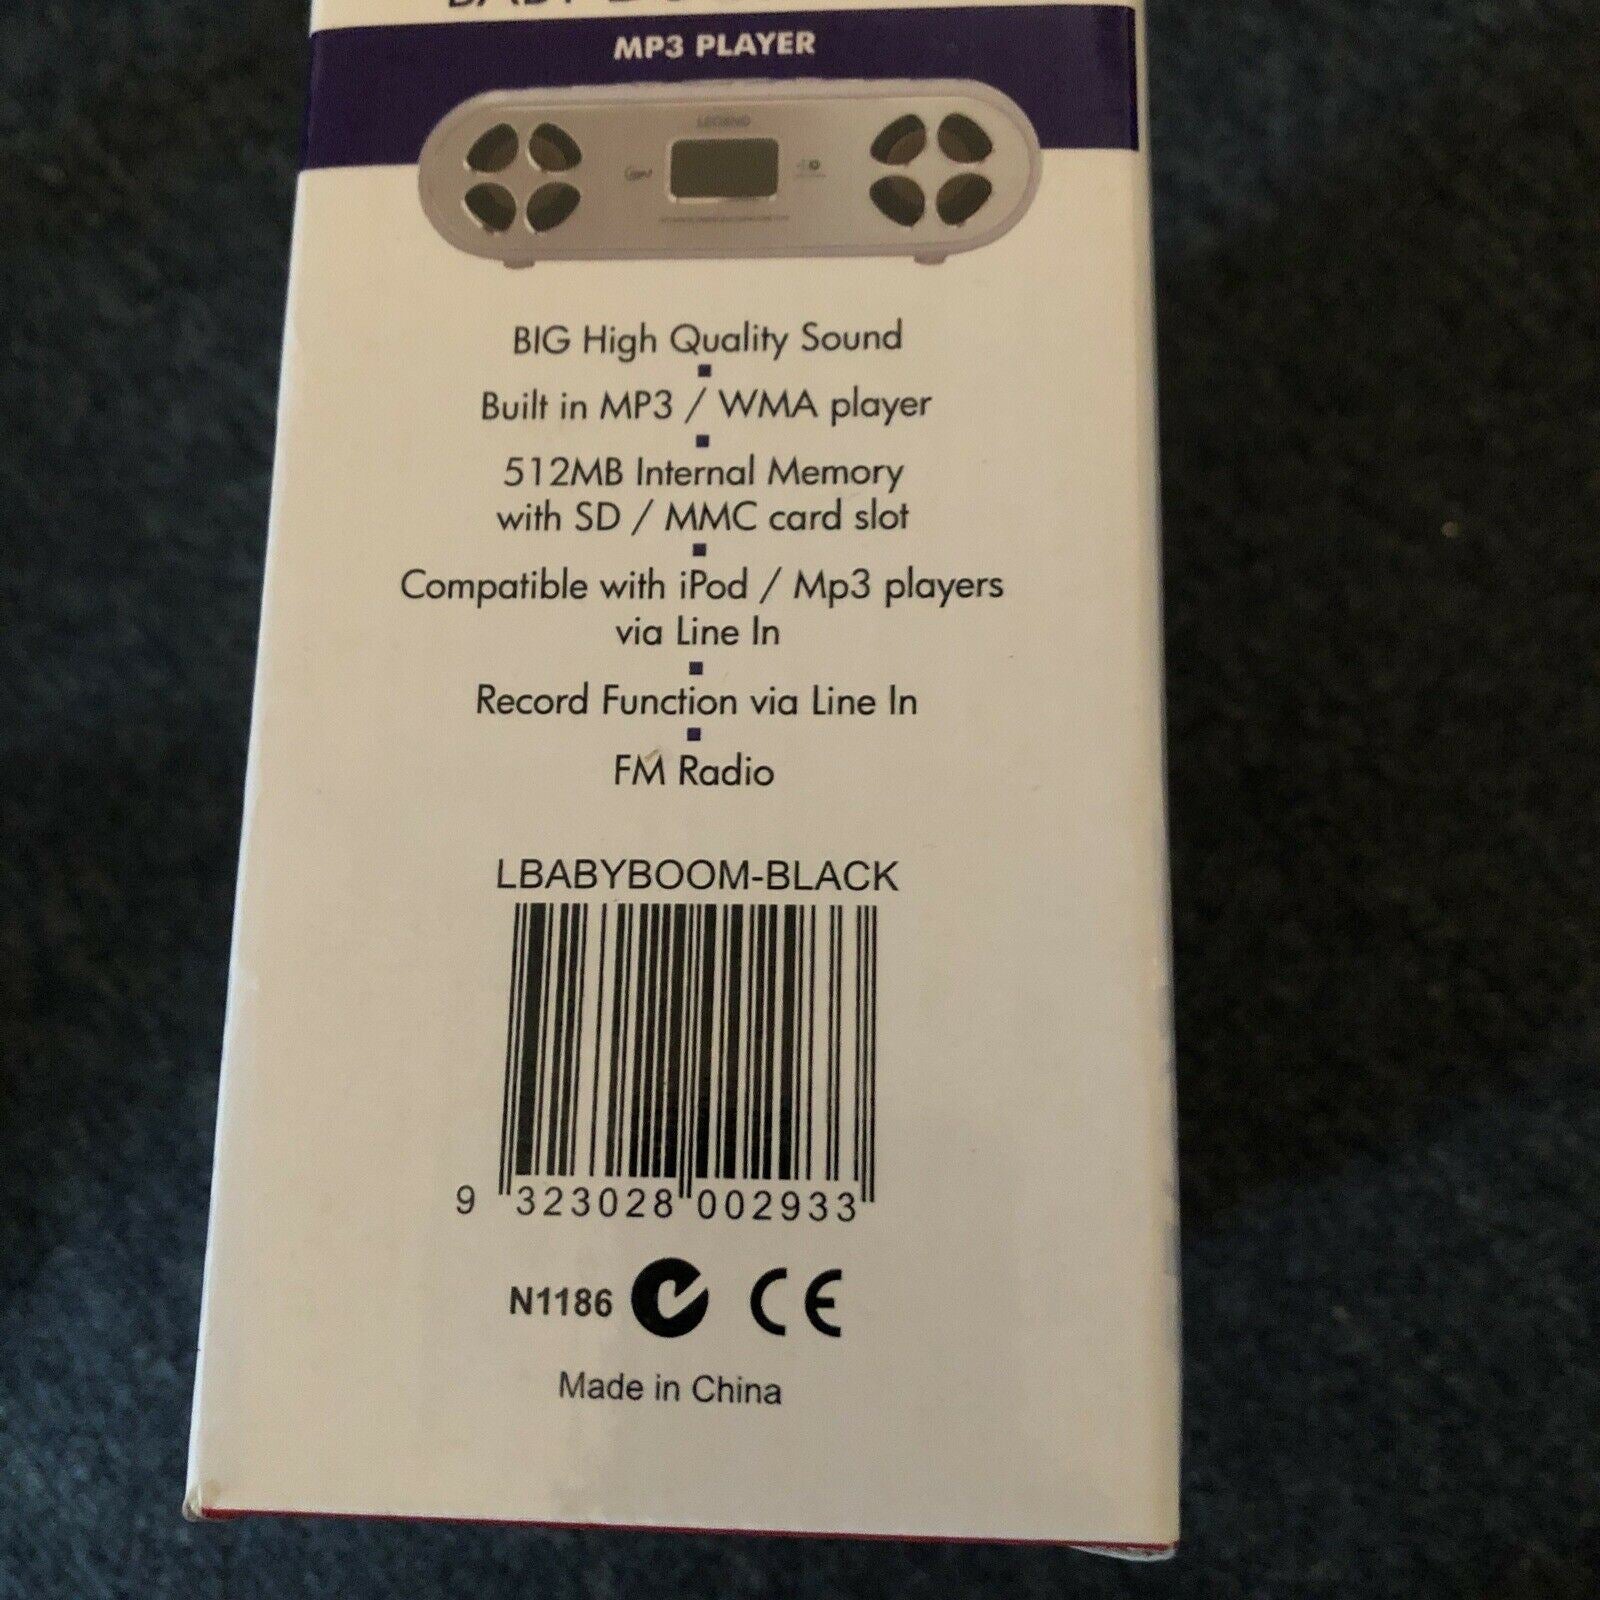 BABY
MP3 PLAYER
LEGEND
BIG High Quality Sound
Built in MP3 / WMA player
512MB Internal Memory
with SD / MMC card slot
Compatible with iPod / Mp3 players
via Line In
Record Function via Line In
FM Radio
LBABYBOOM-BLACK
9 323028 002933
N1186 CE
Made in China